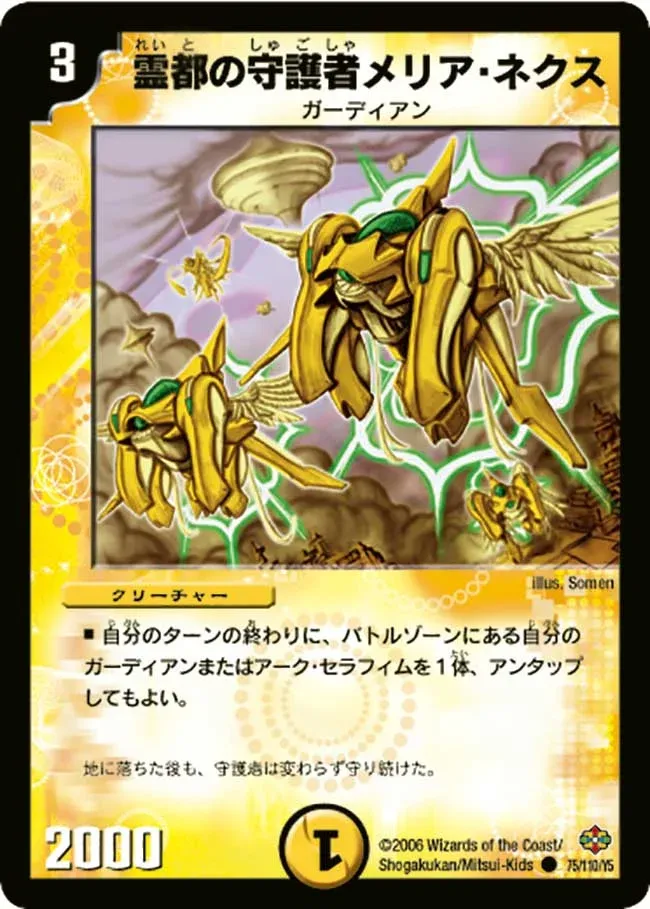 3
れいと しゅごしゃ
霊都の守護者メリア・ネクス
ガーディアン
illus. Somen
クリーチャー
■ 自分のターンの終わりに、バトルゾーンにある自分の
ガーディアンまたはアーク・セラフィムを1体、アンタップ
してもよい。
地に落ちた後も、守護者は変わらず守り続けた。
2000
1
©2006 Wizards of the Coast/
Shogakukan/Mitsui-Kids ● 75/110/Y5